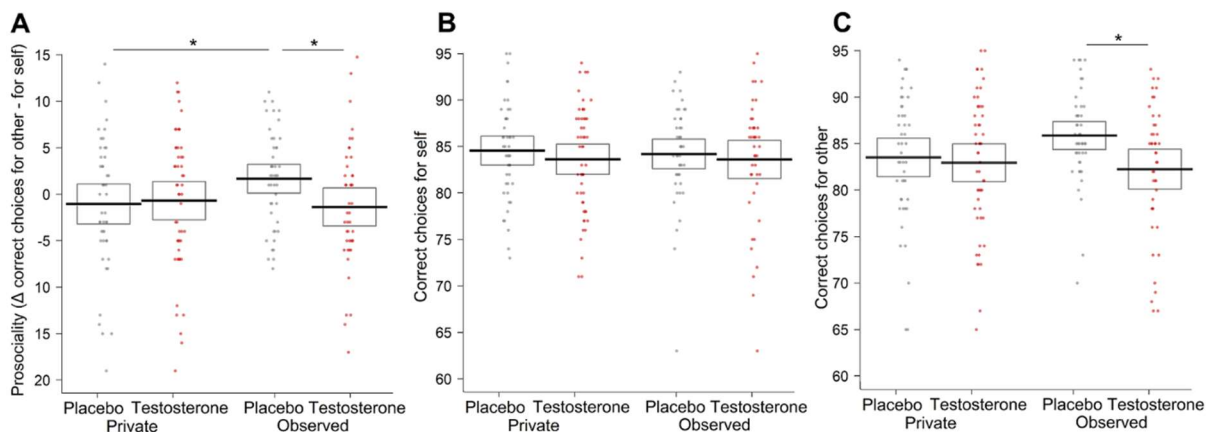 A
Prosociality (Δ correct choices for other - for self)
15
10
5
0
-5
10
15
20
*
*
Placebo Testosterone Placebo Testosterone
Private Observed
B
Correct choices for self
95
90
85
80
75
70
65
60
Placebo Testosterone Placebo Testosterone
Private Observed
C
Correct choices for other
95
90
85
80
75
70
65
60
*
Placebo Testosterone Placebo Testosterone
Private Observed